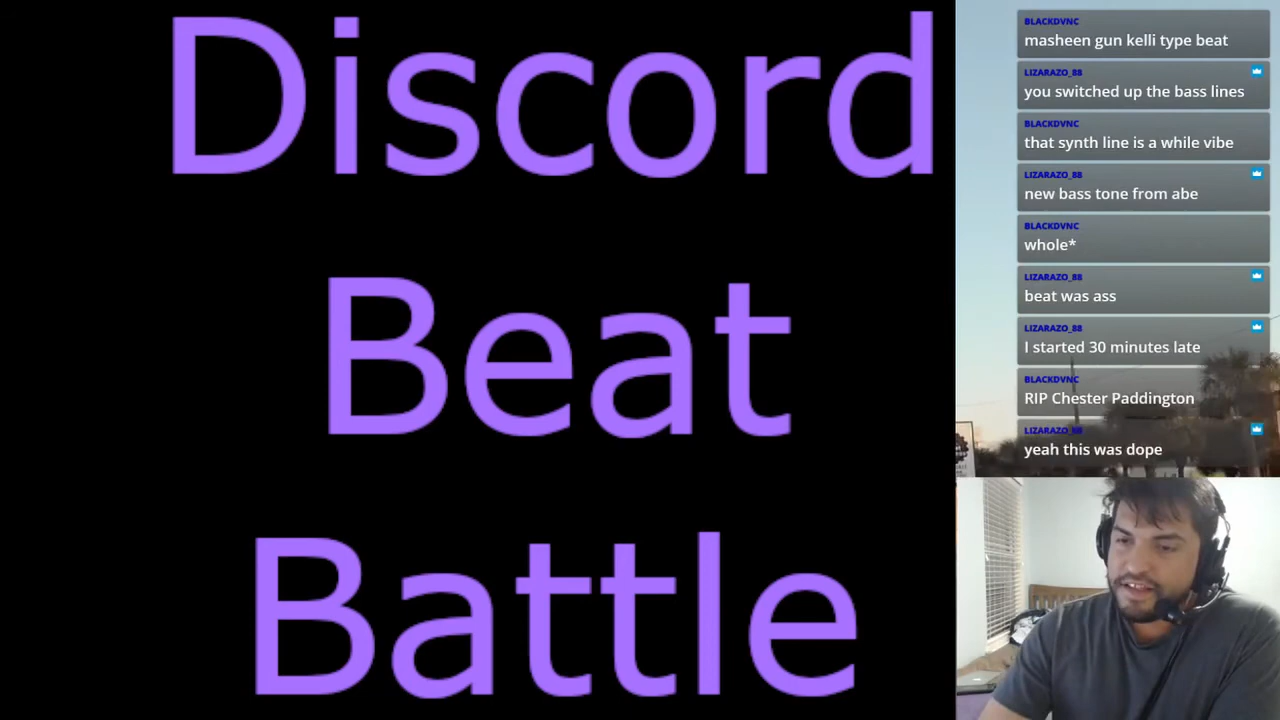 Discord
Beat
Battle
BLACKDVNC
masheen gun kelli type beat
LIZARAZO_88
you switched up the bass lines
BLACKDVNC
that synth line is a while vibe
LIZARAZO_88
new bass tone from abe
BLACKDVNC
whole*
LIZARAZO_88
beat was ass
LIZARAZO_88
I started 30 minutes late
BLACKDVNC
RIP Chester Paddington
LIZARAZO_88
yeah this was dope